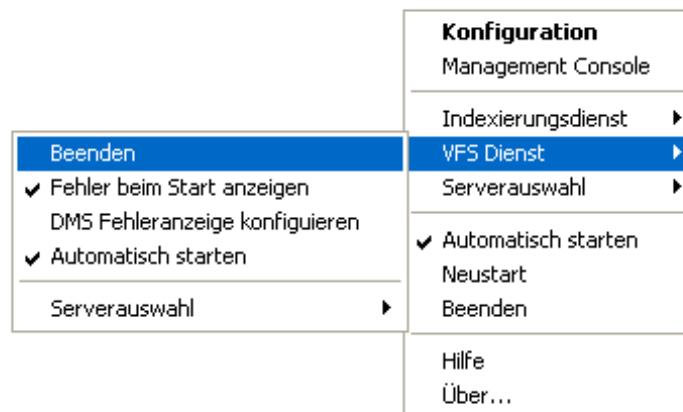 Konfiguration
Management Console
Indexierungsdienst
VFS Dienst
Serverauswahl
Automatisch starten
Neustart
Beenden
Hilfe
Über...
Beenden
Fehler beim Start anzeigen
DMS Fehleranzeige konfiguieren
Automatisch starten
Serverauswahl